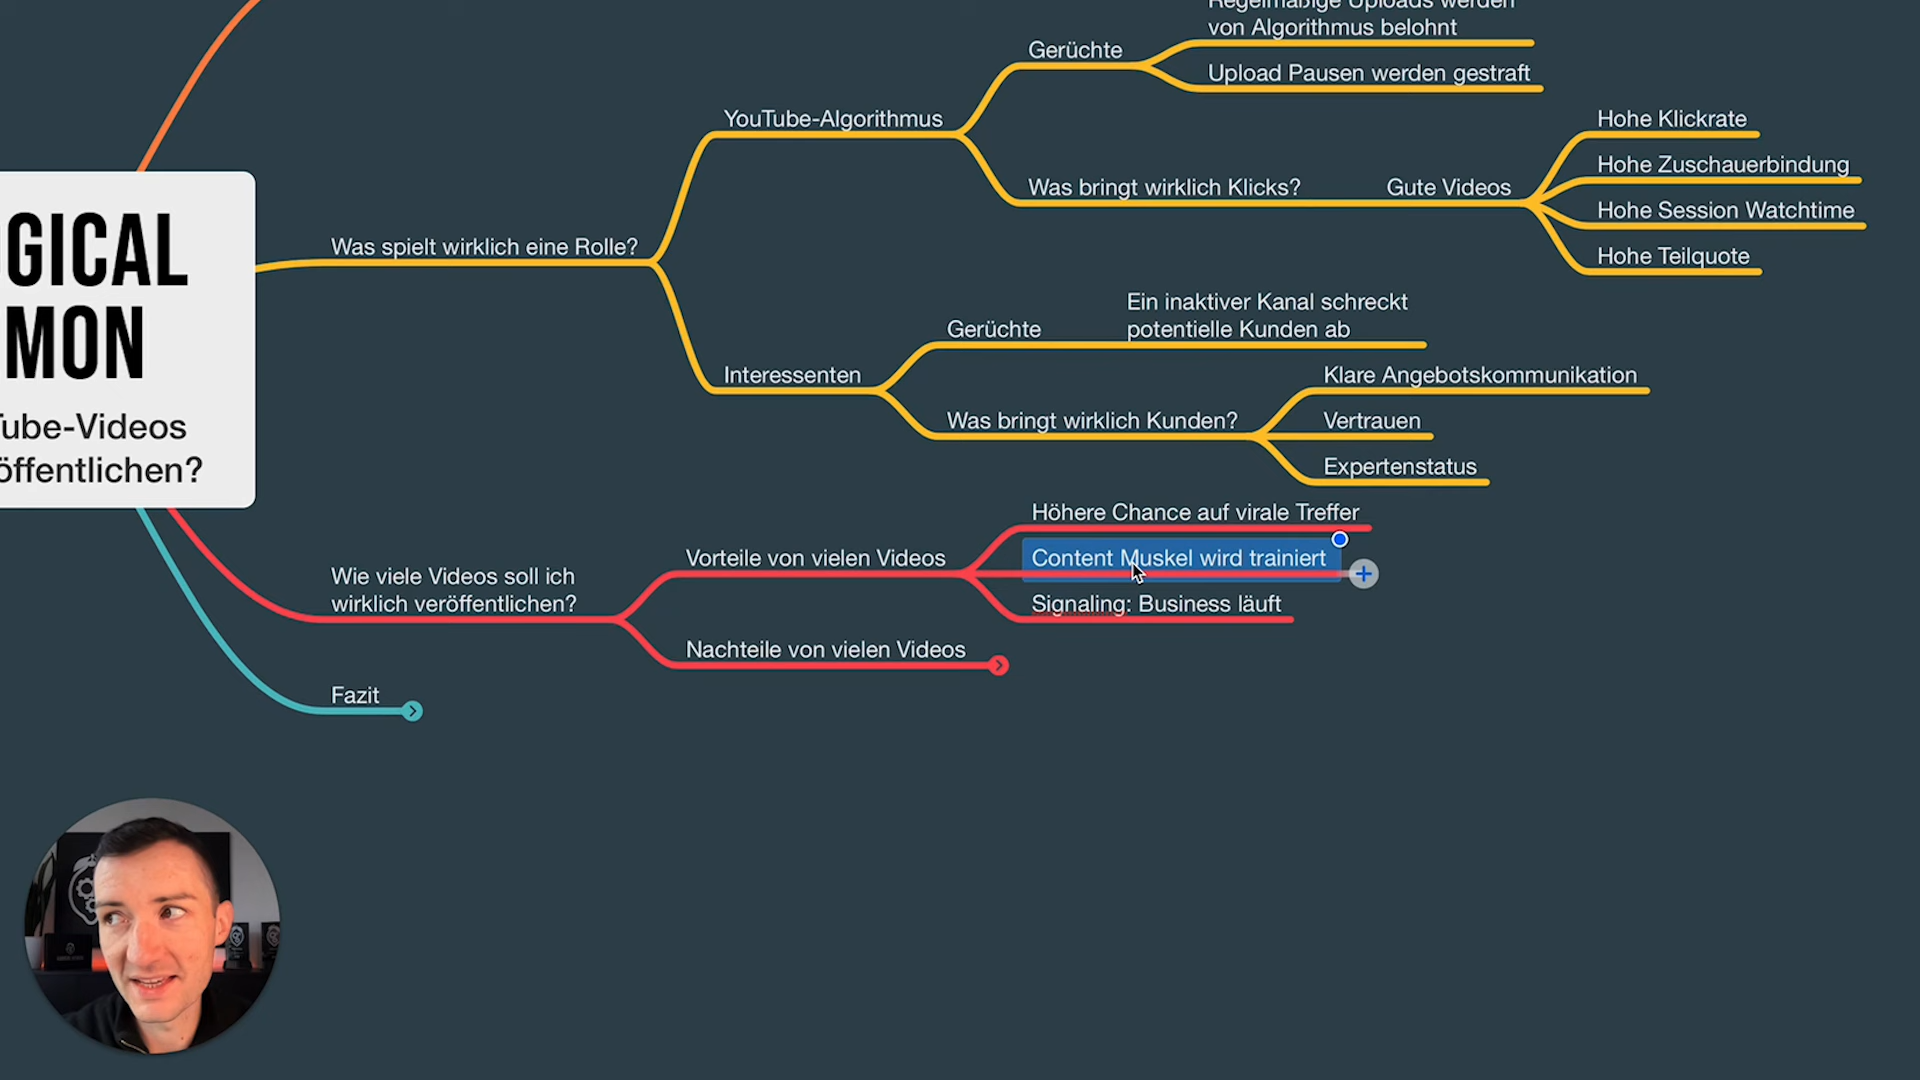 Regelmäßige Uploads werden
von Algorithmus belohnt
Gerüchte
Upload Pausen werden gestraft
YouTube-Algorithmus
Hohe Klickrate
Hohe Zuschauerbindung
Was bringt wirklich Klicks?
Gute Videos
Hohe Session Watchtime
Hohe Teilquote
GICAL
MON
Tube-Videos
öffentlichen?
Was spielt wirklich eine Rolle?
Ein inaktiver Kanal schreckt
potentielle Kunden ab
Gerüchte
Interessenten
Klare Angebotskommunikation
Was bringt wirklich Kunden?
Vertrauen
Expertenstatus
Höhere Chance auf virale Treffer
Vorteile von vielen Videos
Content Muskel wird trainiert
Wie viele Videos soll ich
wirklich veröffentlichen?
Signaling: Business läuft
Nachteile von vielen Videos
Fazit